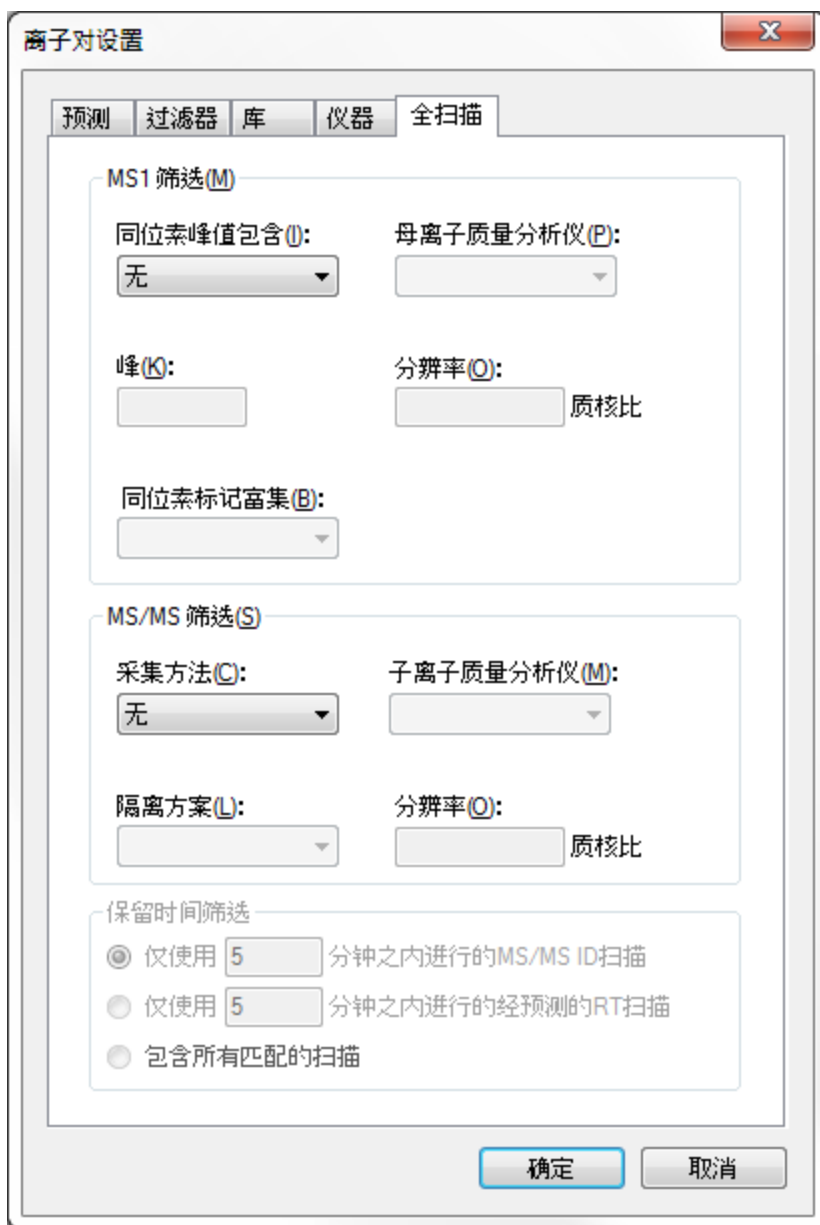 离子对设置
预测 过滤器 库 仪器 全扫描
MS1 筛选(M)
同位素峰值包含(I): 母离子质量分析仪(P):
无
峰(K): 分辨率(O):
质核比
同位素标记富集(B):
MS/MS 筛选(S)
采集方法(C): 子离子质量分析仪(M):
无
隔离方案(L): 分辨率(O):
质核比
保留时间筛选
仅使用 5 分钟之内进行的MS/MS ID扫描
仅使用 5 分钟之内进行的经预测的RT扫描
包含所有匹配的扫描
确定 取消